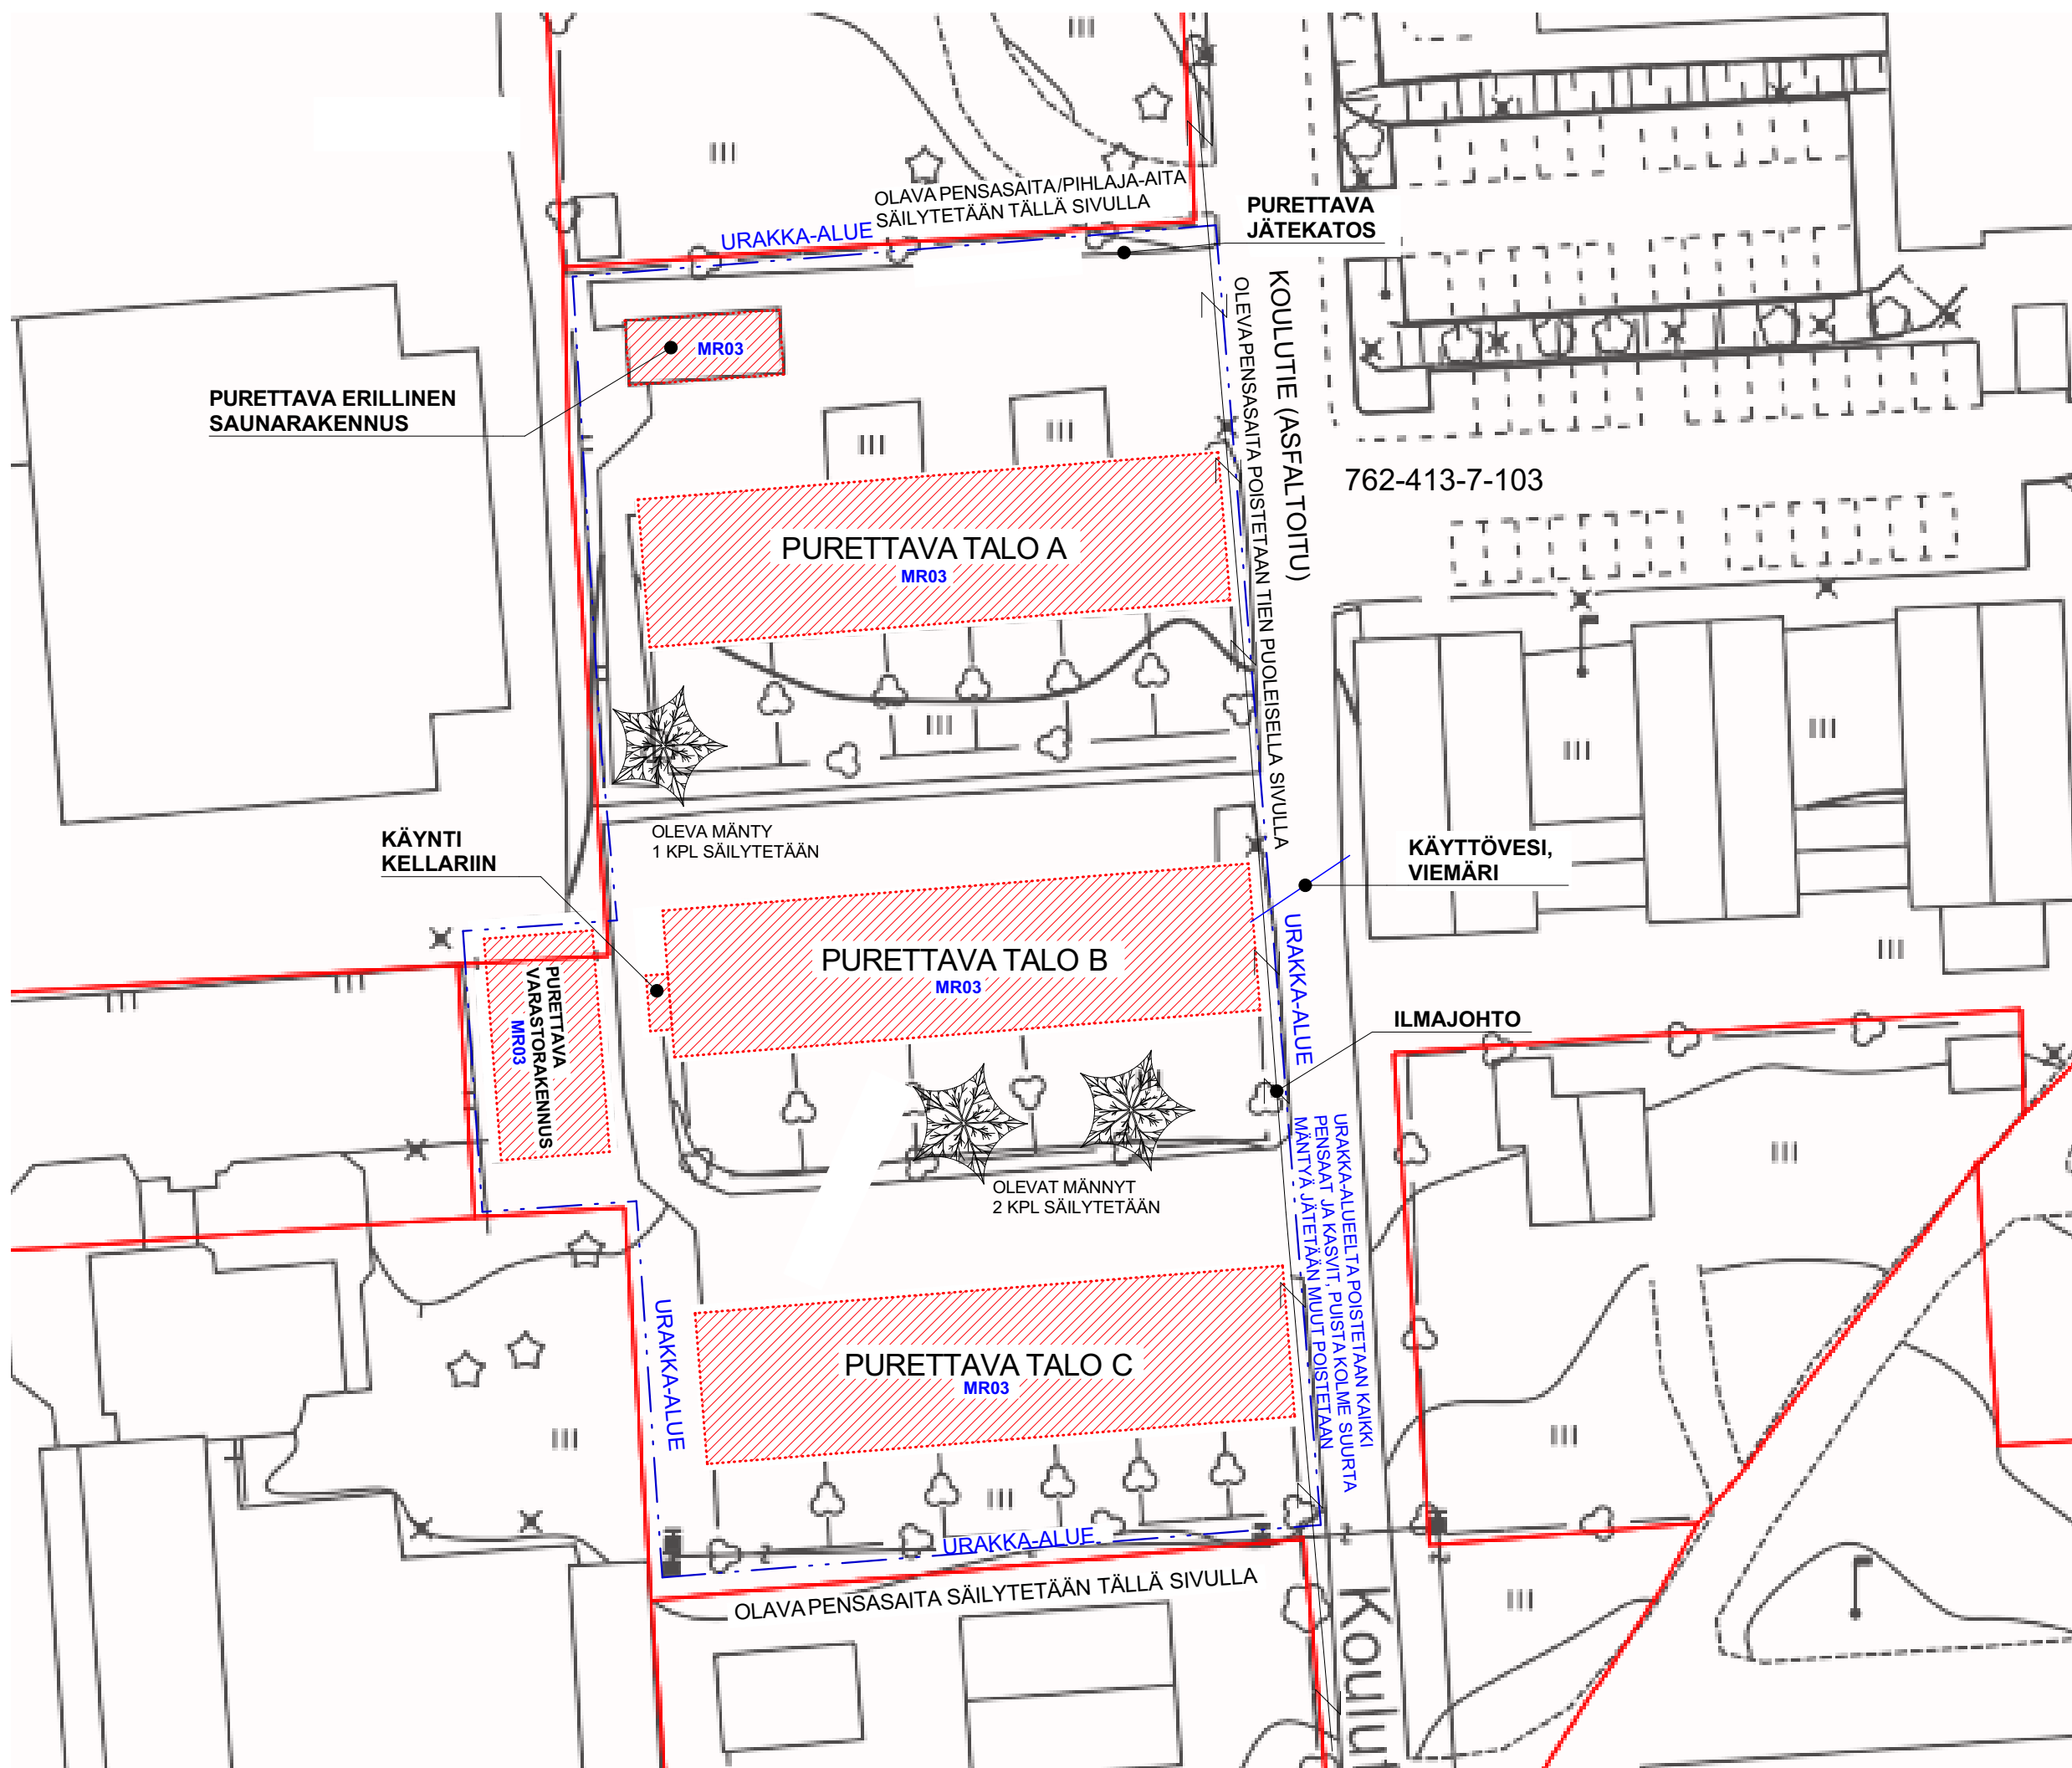 OLAVA PENSASAITA/PIHLAJA-AITA
SÄILYTETÄÄN TÄLLÄ SIVULLA
URAKKA-ALUE
PURETTAVA
JÄTEKATOS
MR03
PURETTAVA ERILLINEN
SAUNARAKENNUS
KOULUTIE (ASFALTOITU)
OLEVA PENSASAITA POISTETAAN TIEN PUOLEISELLA SIVULLA
762-413-7-103
PURETTAVA TALO A
MR03
OLEVA MÄNTY
1 KPL SÄILYTETÄÄN
KÄYNTI
KELLARIIN
KÄYTTÖVESI,
VIEMÄRI
PURETTAVA TALO B
MR03
URAKKA-ALUE
PURETTAVA
VARASTORAKENNUS
MR03
ILMAJOHTO
OLEVAT MÄNNYT
2 KPL SÄILYTETÄÄN
URAKKA-ALUEELTA POISTETAAN KAIKKI
PENSAAT JA KASVIT, PUISTA KOLME SUURTA
MÄNTYÄ JÄTETÄÄN MUUT POISTETAAN
URAKKA-ALUE
PURETTAVA TALO C
MR03
URAKKA-ALUE
OLAVA PENSASAITA SÄILYTETÄÄN TÄLLÄ SIVULLA
Koulut